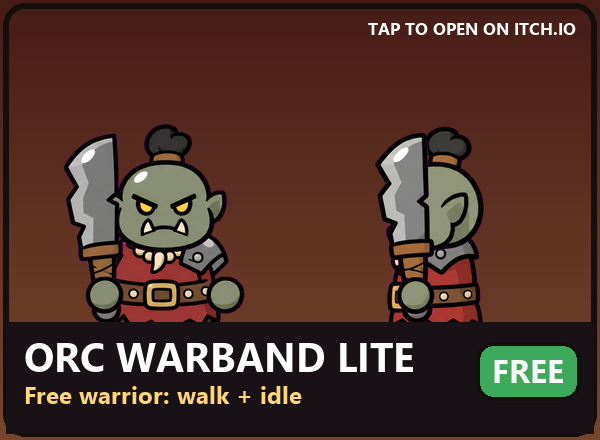 TAP TO OPEN ON ITCH.IO
ORC WARBAND LITE
Free warrior: walk + idle
FREE